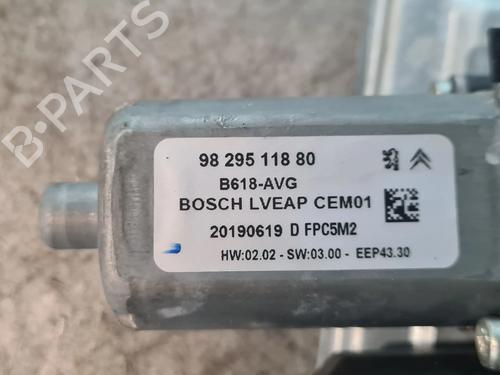 B-PARTS
98 295 118 80
B618-AVG
BOSCH LVEAP CEM01
20190619 D FPC5M2
HW:02.02 - SW:03.00 - EEP43.30